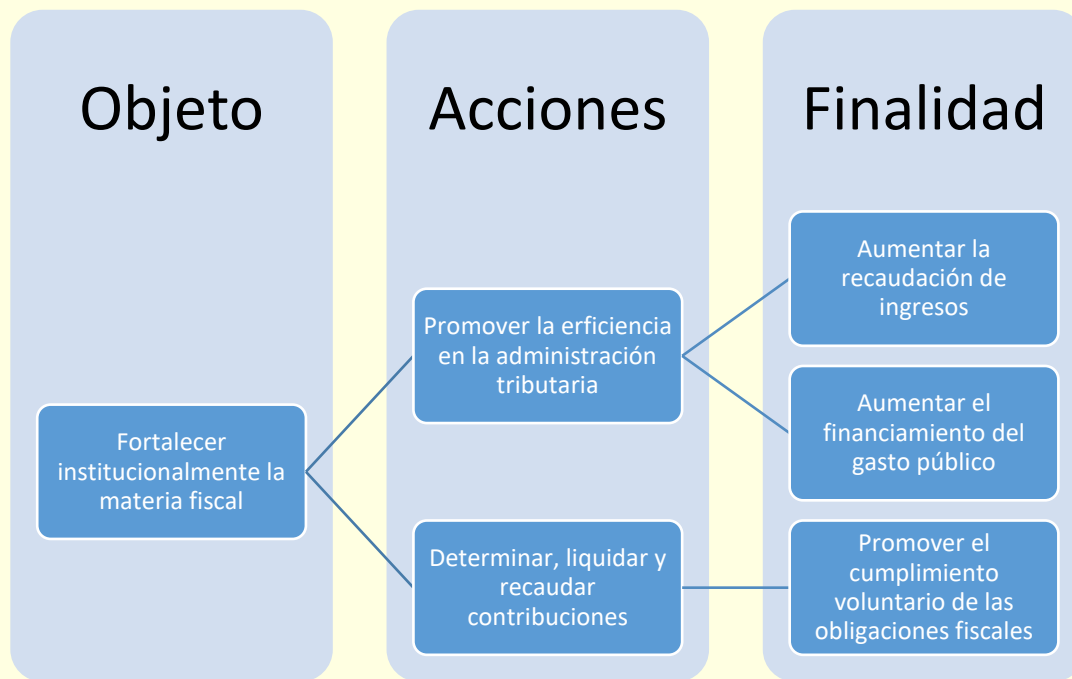 Objeto
Acciones
Finalidad
Fortalecer
institucionalmente la
materia fiscal
Promover la erficiencia
en la administración
tributaria
Determinar, liquidar y
recaudar
contribuciones
Aumentar la
recaudación de
ingresos
Aumentar el
financiamiento del
gasto público
Promover el
cumplimiento
voluntario de las
obligaciones fiscales